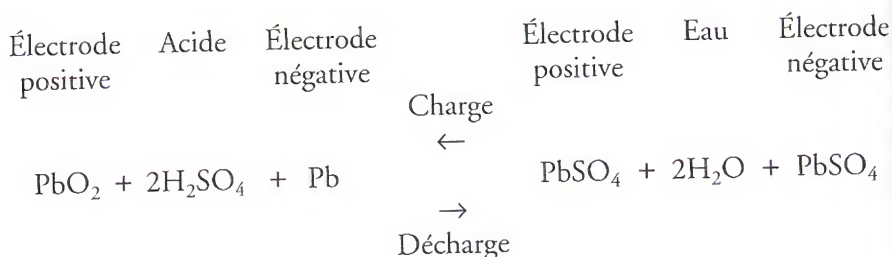 Électrode Acide Électrode Électrode Eau Électrode
positive négative positive négative
Charge
←
PbO₂ + 2H₂SO₄ + Pb PbSO₄ + 2H₂O + PbSO₄
→
Décharge